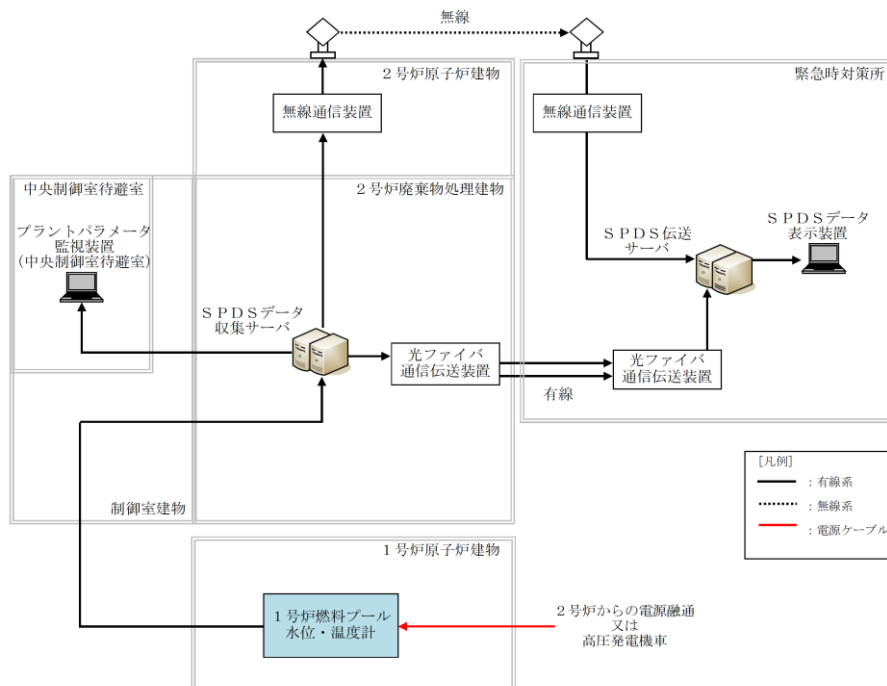 無線
２号炉原子炉建物
緊急時対策所
無線通信装置
無線通信装置
中央制御室待避室
２号炉廃棄物処理建物
プラントパラメータ
監視装置
(中央制御室待避室)
ＳＰＤＳ伝送
サーバ
ＳＰＤＳデータ
表示装置
ＳＰＤＳデータ
収集サーバ
光ファイバ
通信伝送装置
光ファイバ
通信伝送装置
有線
制御室建物
[凡例]
：有線系
：無線系
：電源ケーブル
１号炉原子炉建物
１号炉燃料プール
水位・温度計
２号炉からの電源融通
又は
高圧発電機車